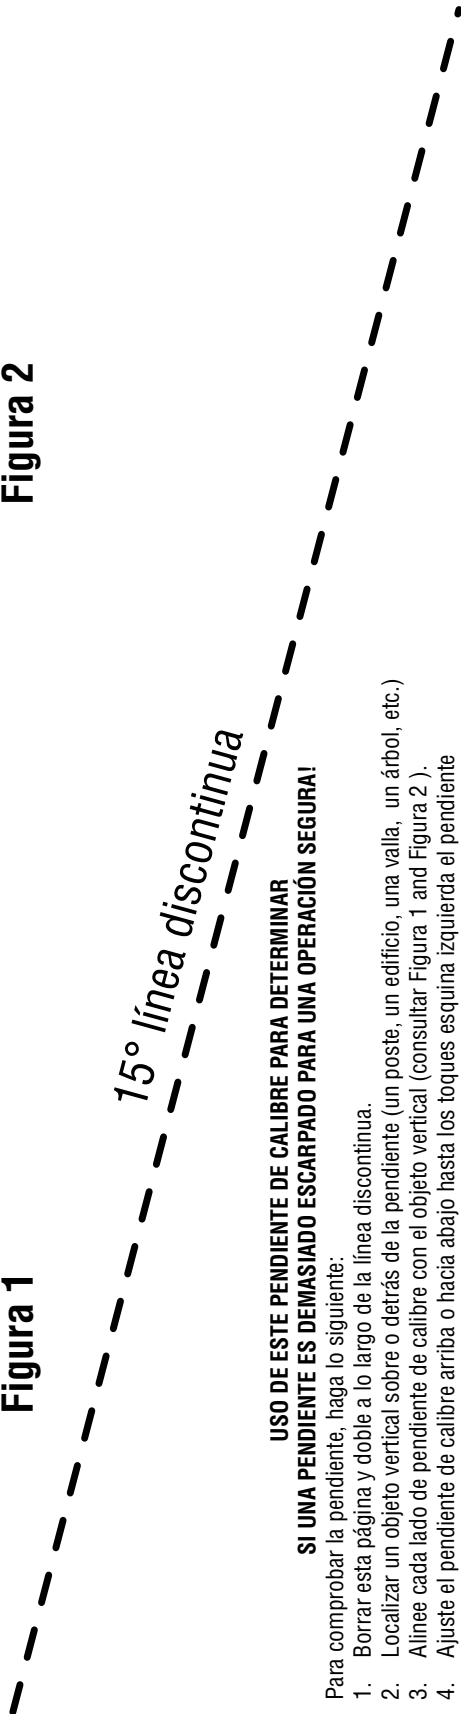 Figura 1
Figura 2
15° línea discontinua
USO DE ESTE PENDIENTE DE CALIBRE PARA DETERMINAR
SI UNA PENDIENTE ES DEMASIADO ESCARPADO PARA UNA OPERACIÓN SEGURA!
Para comprobar la pendiente, haga lo siguiente:
1. Borrar esta página y doble a lo largo de la línea discontinua.
2. Localizar un objeto vertical sobre o detrás de la pendiente (un poste, un edificio, una valla, un árbol, etc.)
3. Alinee cada lado de pendiente de calibre con el objeto vertical (consultar Figura 1 and Figura 2 ).
4. Ajuste el pendiente de calibre arriba o hacia abajo hasta los toques esquina izquierda el pendiente